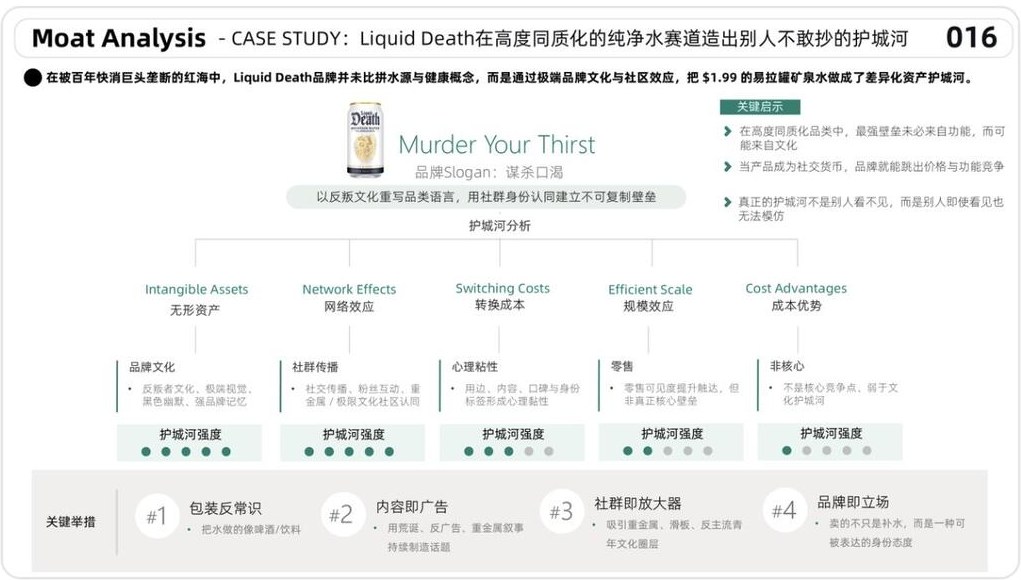 Moat Analysis - CASE STUDY：Liquid Death在高度同质化的纯净水赛道造出别人不敢抄的护城河 016
在被百年快消巨头垄断的红海中，Liquid Death品牌并未比拼水源与健康概念，而是通过极端品牌文化与社区效应，把 $1.99 的易拉罐矿泉水做成了差异化资产护城河。
Liquid
Death
Murder Your Thirst
品牌Slogan：谋杀口渴
以反叛文化重写品类语言，用社群身份认同建立不可复制壁垒
关键启示
在高度同质化品类中，最强壁垒未必来自功能，而可
能来自文化
当产品成为社交货币，品牌就能跳出价格与功能竞争
真正的护城河不是别人看不见，而是别人即使看见也
无法模仿
护城河分析
Intangible Assets
无形资产
Network Effects
网络效应
Switching Costs
转换成本
Efficient Scale
规模效应
Cost Advantages
成本优势
品牌文化
• 反叛者文化、极端视觉、
黑色幽默、强品牌记忆
护城河强度
社群传播
• 社交传播、粉丝互动、重
金属 / 极限文化社区认同
护城河强度
心理粘性
• 用边、内容、口碑与身份
标签形成心理黏性
护城河强度
零售
• 零售可见度提升触达，但
非真正核心壁垒
护城河强度
非核心
• 不是核心竞争点，弱于文
化护城河
护城河强度
关键举措
#1 包装反常识
• 把水做的像啤酒/饮料
#2 内容即广告
• 用荒诞、反广告、重金属叙事
持续制造话题
#3 社群即放大器
• 吸引重金属、滑板、反主流青
年文化圈层
#4 品牌即立场
• 卖的不只是补水，而是一种可
被表达的身份态度